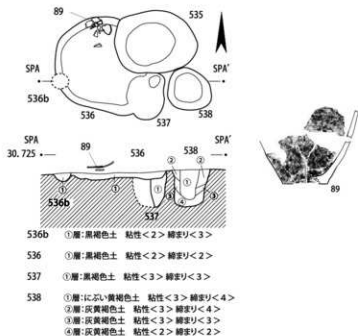 89
535
SPA
SPA'
536b
536
537
538
SPA
SPA'
30.725
89
536
538
②
②
①
①
①
①
536b
③
③
④
537
89
536b ①層:黒褐色土 粘性<2>締まり<3>
536 ①層:黒褐色土 粘性<2>締まり<2>
537 ①層:黒褐色土 粘性<3>締まり<3>
538 ①層:にぶい黄褐色土 粘性<3>締まり<4>
②層:灰黄褐色土 粘性<3>締まり<4>
③層:灰黄褐色土 粘性<3>締まり<3>
④層:灰黄褐色土 粘性<2>締まり<2>